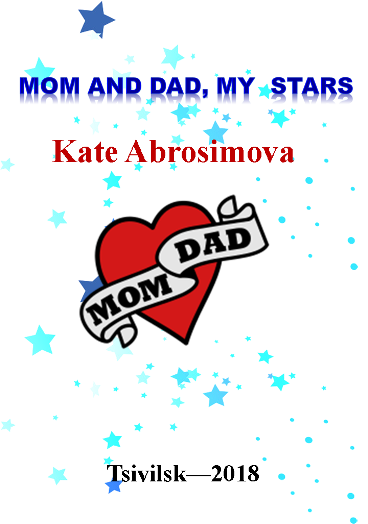 MOM AND DAD, MY STARS
Kate Abrosimova
DAD
MOM
Tsivilsk—2018